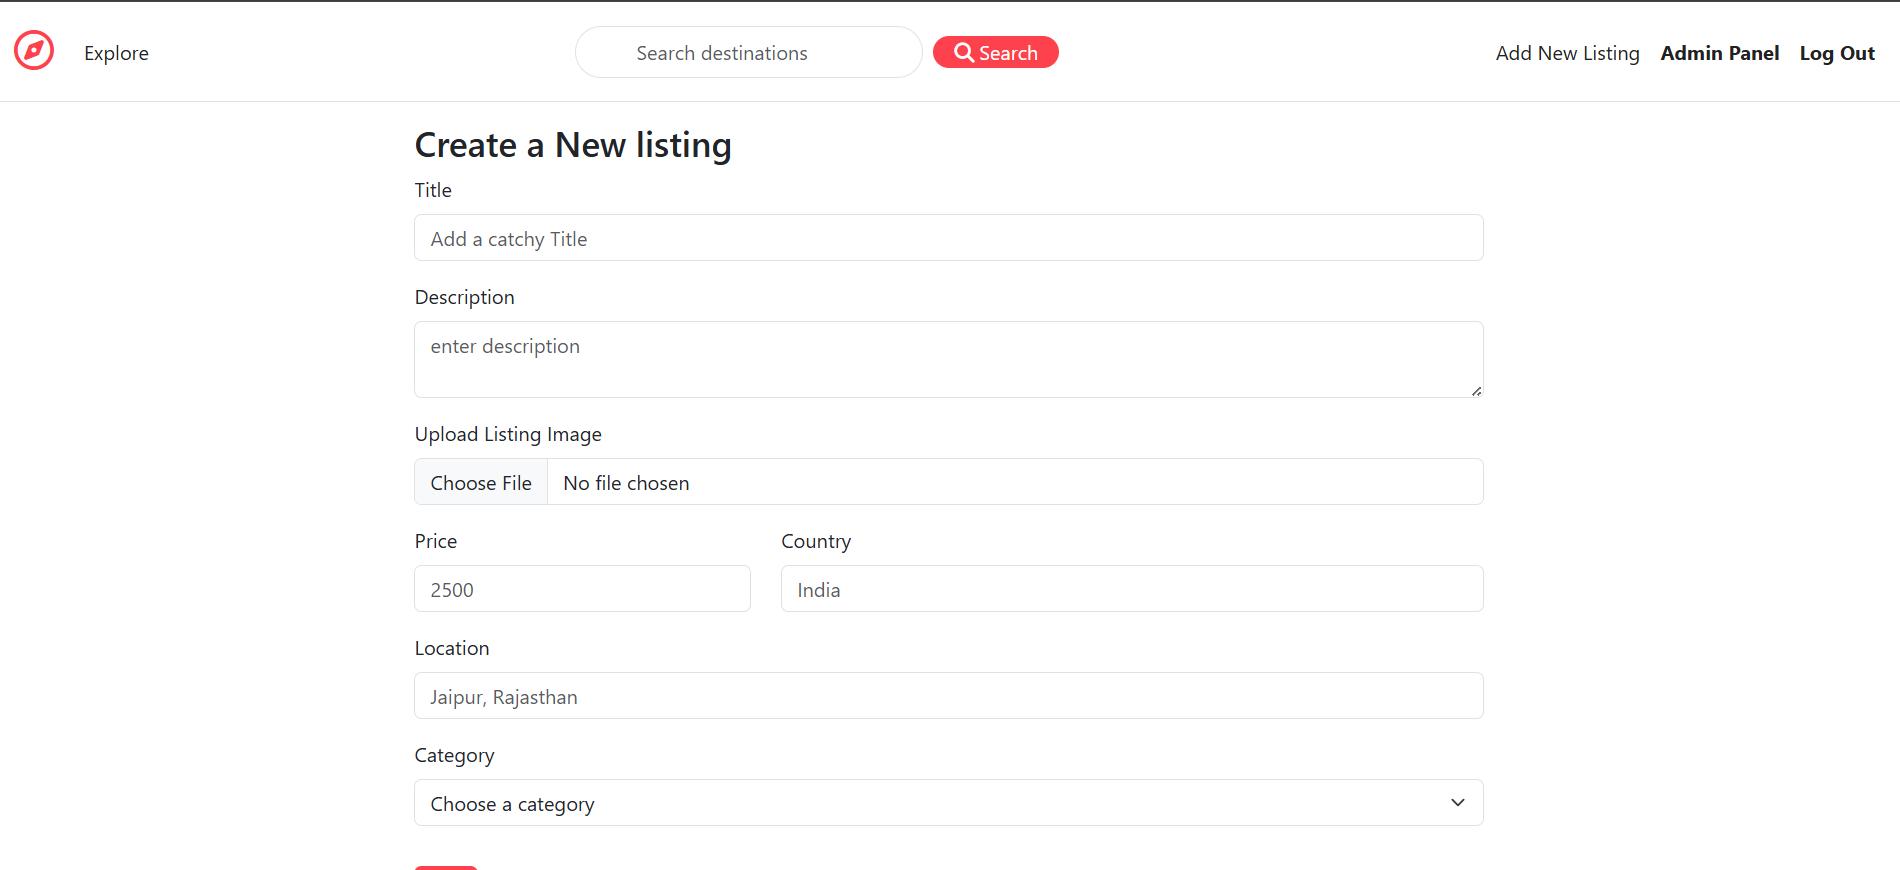 Explore
Search destinations
Search
Add New Listing
Admin Panel
Log Out
Create a New listing
Title
Add a catchy Title
Description
enter description
Upload Listing Image
Choose File No file chosen
Price Country
2500 India
Location
Jaipur, Rajasthan
Category
Choose a category